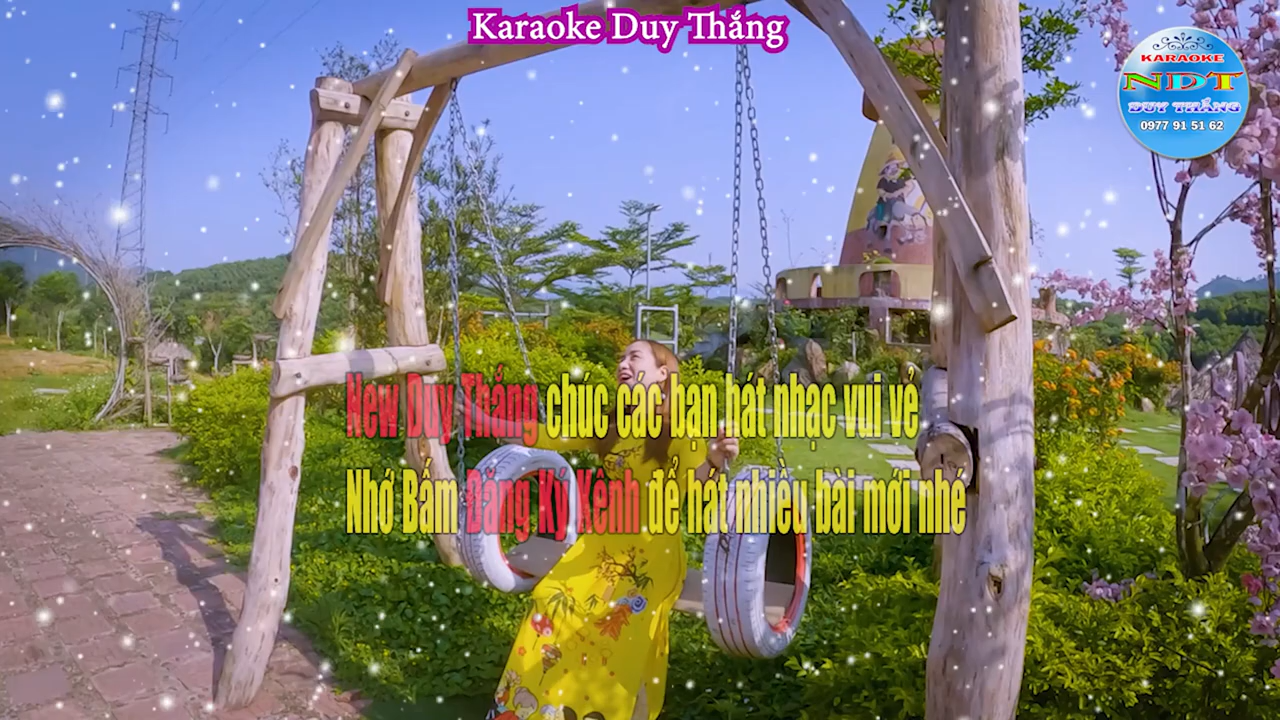 Karaoke Duy Thắng
KARAOKE
NDT
DUY THẮNG
0977 91 51 62
New Duy Thắng chúc các bạn hát nhạc vui vẻ
Nhớ Bấm Đăng Ký Kênh để hát nhiều bài mới nhé